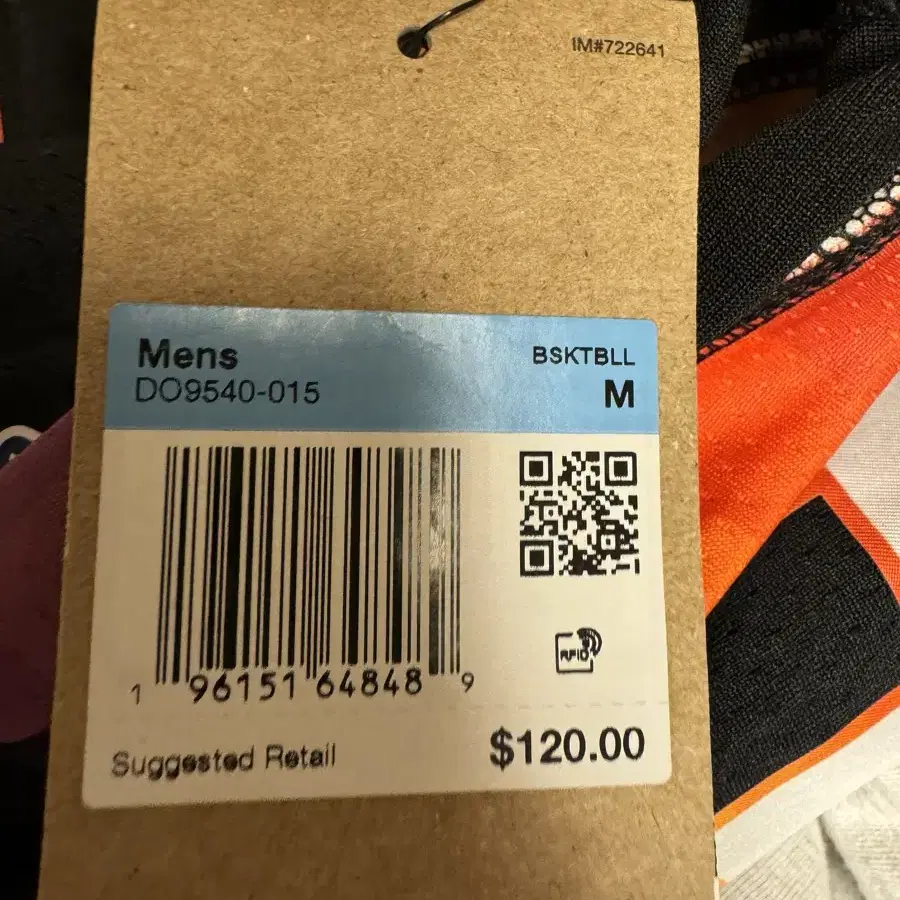 IM#722641
Mens
BSKTBLL
DO9540-015
M
RFID
1 96151 64848 9
Suggested Retail
$120.00